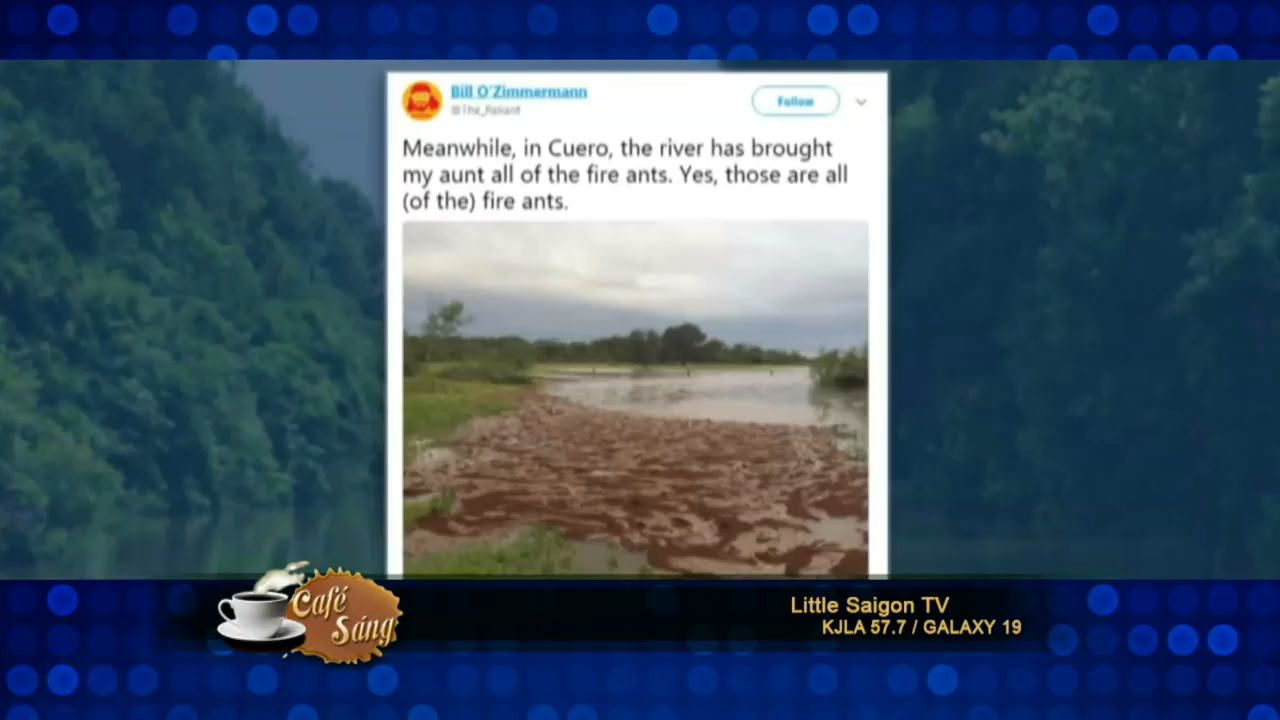 Bill O'Zimmermann
@The_Reliant
Follow
Meanwhile, in Cuero, the river has brought
my aunt all of the fire ants. Yes, those are all
(of the) fire ants.
Café
Sáng
Little Saigon TV
KJLA 57.7 / GALAXY 19